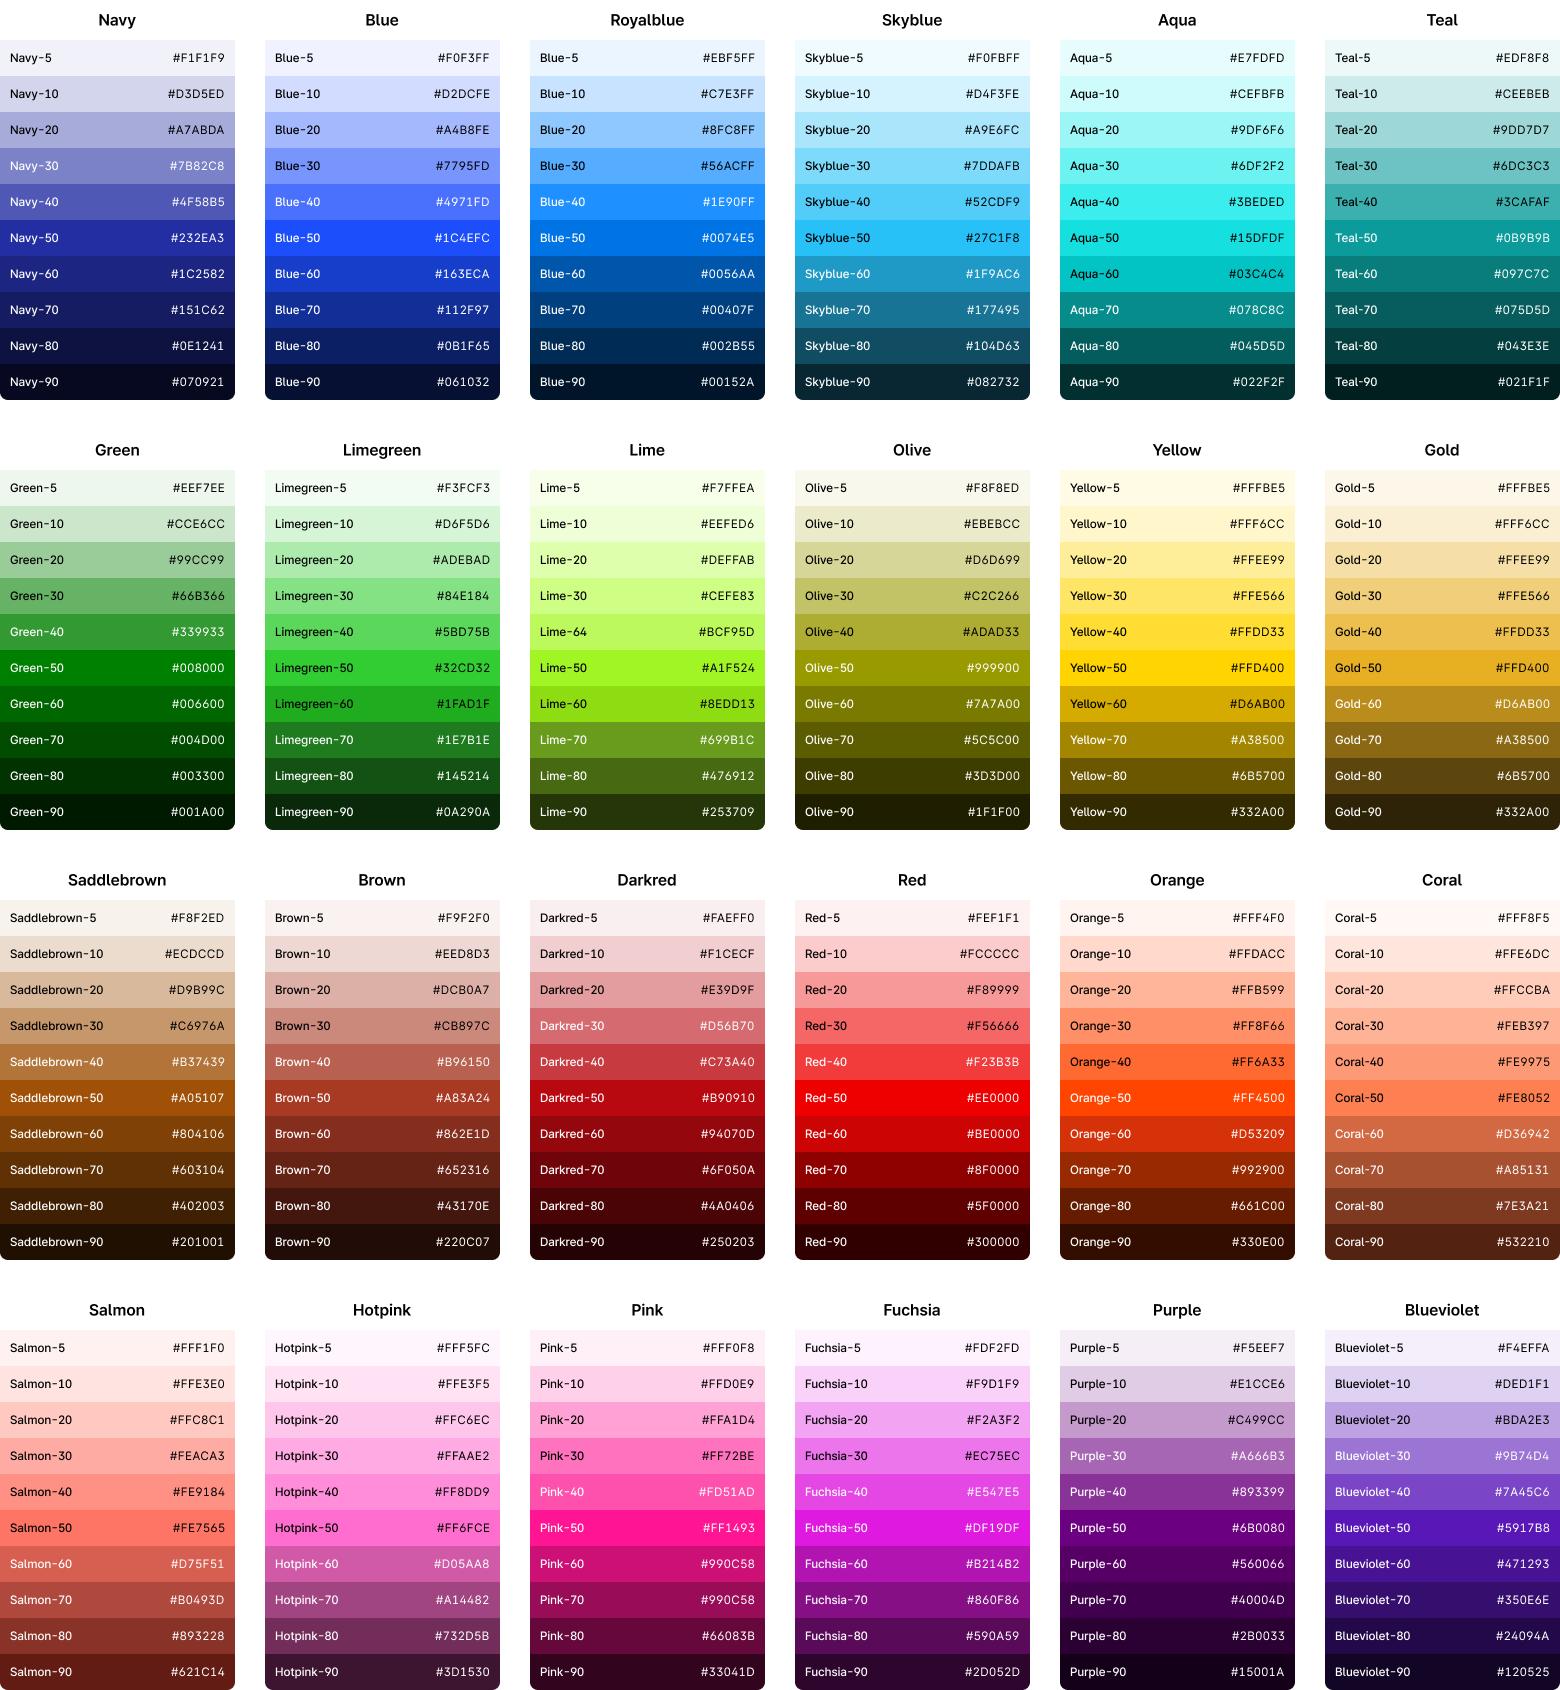 Navy Blue Royalblue Skyblue Aqua Teal
Navy-5 #F1F1F9 Blue-5 #F0F3FF Blue-5 #EBF5FF Skyblue-5 #F0FBFF Aqua-5 #E7FDFD Teal-5 #EDF8F8
Navy-10 #D3D5ED Blue-10 #D2DCFE Blue-10 #C7E3FF Skyblue-10 #D4F3FE Aqua-10 #CEFBFB Teal-10 #CEEBEB
Navy-20 #A7ABDA Blue-20 #A4B8FE Blue-20 #8FC8FF Skyblue-20 #A9E6FC Aqua-20 #9DF6F6 Teal-20 #9DD7D7
Navy-30 #7B82C8 Blue-30 #7795FD Blue-30 #56ACFF Skyblue-30 #7DDAFB Aqua-30 #6DF2F2 Teal-30 #6DC3C3
Navy-40 #4F58B5 Blue-40 #4971FD Blue-40 #1E90FF Skyblue-40 #52CDF9 Aqua-40 #3BEDED Teal-40 #3CAFAF
Navy-50 #232EA3 Blue-50 #1C4EFC Blue-50 #0074E5 Skyblue-50 #27C1F8 Aqua-50 #15DFDF Teal-50 #0B9B9B
Navy-60 #1C2582 Blue-60 #163ECA Blue-60 #0056AA Skyblue-60 #1F9AC6 Aqua-60 #03C4C4 Teal-60 #097C7C
Navy-70 #151C62 Blue-70 #112F97 Blue-70 #00407F Skyblue-70 #177495 Aqua-70 #078C8C Teal-70 #075D5D
Navy-80 #0E1241 Blue-80 #0B1F65 Blue-80 #002B55 Skyblue-80 #104D63 Aqua-80 #045D5D Teal-80 #043E3E
Navy-90 #070921 Blue-90 #061032 Blue-90 #00152A Skyblue-90 #082732 Aqua-90 #022F2F Teal-90 #021F1F
Green Limegreen Lime Olive Yellow Gold
Green-5 #EEF7EE Limegreen-5 #F3FCF3 Lime-5 #F7FFEA Olive-5 #F8F8ED Yellow-5 #FFFBE5 Gold-5 #FFFBE5
Green-10 #CCE6CC Limegreen-10 #D6F5D6 Lime-10 #EEFED6 Olive-10 #EBEBCC Yellow-10 #FFF6CC Gold-10 #FFF6CC
Green-20 #99CC99 Limegreen-20 #ADEBAD Lime-20 #DEFFAB Olive-20 #D6D699 Yellow-20 #FFEE99 Gold-20 #FFEE99
Green-30 #66B366 Limegreen-30 #84E184 Lime-30 #CEFE83 Olive-30 #C2C266 Yellow-30 #FFE566 Gold-30 #FFE566
Green-40 #339933 Limegreen-40 #5BD75B Lime-64 #BCF95D Olive-40 #ADAD33 Yellow-40 #FFDD33 Gold-40 #FFDD33
Green-50 #008000 Limegreen-50 #32CD32 Lime-50 #A1F524 Olive-50 #999900 Yellow-50 #FFD400 Gold-50 #FFD400
Green-60 #006600 Limegreen-60 #1FAD1F Lime-60 #8EDD13 Olive-60 #7A7A00 Yellow-60 #D6AB00 Gold-60 #D6AB00
Green-70 #004D00 Limegreen-70 #1E7B1E Lime-70 #699B1C Olive-70 #5C5C00 Yellow-70 #A38500 Gold-70 #A38500
Green-80 #003300 Limegreen-80 #145214 Lime-80 #476912 Olive-80 #3D3D00 Yellow-80 #6B5700 Gold-80 #6B5700
Green-90 #001A00 Limegreen-90 #0A290A Lime-90 #253709 Olive-90 #1F1F00 Yellow-90 #332A00 Gold-90 #332A00
Saddlebrown Brown Darkred Red Orange Coral
Saddlebrown-5 #F8F2ED Brown-5 #F9F2F0 Darkred-5 #FAEFF0 Red-5 #FEF1F1 Orange-5 #FFF4F0 Coral-5 #FFF8F5
Saddlebrown-10 #ECDCCD Brown-10 #EED8D3 Darkred-10 #F1CECF Red-10 #FCCCCC Orange-10 #FFDACC Coral-10 #FFE6DC
Saddlebrown-20 #D9B99C Brown-20 #DCB0A7 Darkred-20 #E39D9F Red-20 #F89999 Orange-20 #FFB599 Coral-20 #FFCCBA
Saddlebrown-30 #C6976A Brown-30 #CB897C Darkred-30 #D56B70 Red-30 #F56666 Orange-30 #FF8F66 Coral-30 #FEB397
Saddlebrown-40 #B37439 Brown-40 #B96150 Darkred-40 #C73A40 Red-40 #F23B3B Orange-40 #FF6A33 Coral-40 #FE9975
Saddlebrown-50 #A05107 Brown-50 #A83A24 Darkred-50 #B90910 Red-50 #EE0000 Orange-50 #FF4500 Coral-50 #FE8052
Saddlebrown-60 #804106 Brown-60 #862E1D Darkred-60 #94070D Red-60 #BE0000 Orange-60 #D53209 Coral-60 #D36942
Saddlebrown-70 #603104 Brown-70 #652316 Darkred-70 #6F050A Red-70 #8F0000 Orange-70 #992900 Coral-70 #A85131
Saddlebrown-80 #402003 Brown-80 #43170E Darkred-80 #4A0406 Red-80 #5F0000 Orange-80 #661C00 Coral-80 #7E3A21
Saddlebrown-90 #201001 Brown-90 #220C07 Darkred-90 #250203 Red-90 #300000 Orange-90 #330E00 Coral-90 #532210
Salmon Hotpink Pink Fuchsia Purple Blueviolet
Salmon-5 #FFF1F0 Hotpink-5 #FFF5FC Pink-5 #FFF0F8 Fuchsia-5 #FDF2FD Purple-5 #F5EEF7 Blueviolet-5 #F4EFFA
Salmon-10 #FFE3E0 Hotpink-10 #FFE3F5 Pink-10 #FFD0E9 Fuchsia-10 #F9D1F9 Purple-10 #E1CCE6 Blueviolet-10 #DED1F1
Salmon-20 #FFC8C1 Hotpink-20 #FFC6EC Pink-20 #FFA1D4 Fuchsia-20 #F2A3F2 Purple-20 #C499CC Blueviolet-20 #BDA2E3
Salmon-30 #FEACA3 Hotpink-30 #FFAAE2 Pink-30 #FF72BE Fuchsia-30 #EC75EC Purple-30 #A666B3 Blueviolet-30 #9B74D4
Salmon-40 #FE9184 Hotpink-40 #FF8DD9 Pink-40 #FD51AD Fuchsia-40 #E547E5 Purple-40 #893399 Blueviolet-40 #7A45C6
Salmon-50 #FE7565 Hotpink-50 #FF6FCE Pink-50 #FF1493 Fuchsia-50 #DF19DF Purple-50 #6B0080 Blueviolet-50 #5917B8
Salmon-60 #D75F51 Hotpink-60 #D05AA8 Pink-60 #990C58 Fuchsia-60 #B214B2 Purple-60 #560066 Blueviolet-60 #471293
Salmon-70 #B0493D Hotpink-70 #A14482 Pink-70 #990C58 Fuchsia-70 #860F86 Purple-70 #40004D Blueviolet-70 #350E6E
Salmon-80 #893228 Hotpink-80 #732D5B Pink-80 #66083B Fuchsia-80 #590A59 Purple-80 #2B0033 Blueviolet-80 #24094A
Salmon-90 #621C14 Hotpink-90 #3D1530 Pink-90 #33041D Fuchsia-90 #2D052D Purple-90 #15001A Blueviolet-90 #120525